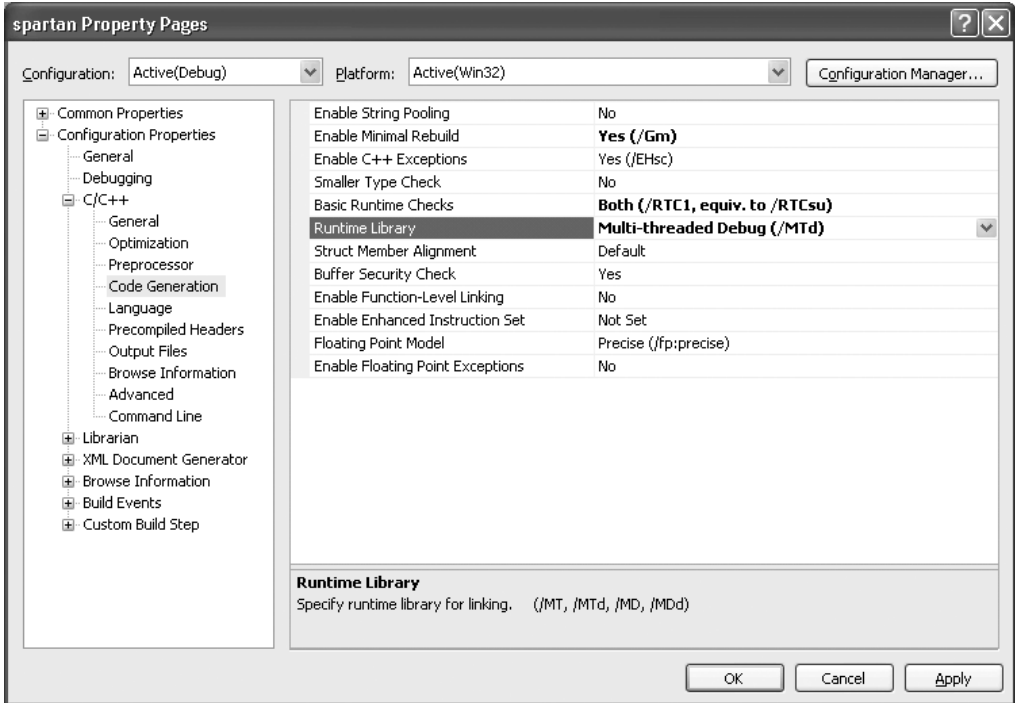 spartan Property Pages
Configuration: Active(Debug) Platform: Active(Win32) Configuration Manager...
Common Properties
Configuration Properties
General
Debugging
C/C++
General
Optimization
Preprocessor
Code Generation
Language
Precompiled Headers
Output Files
Browse Information
Advanced
Command Line
Librarian
XML Document Generator
Browse Information
Build Events
Custom Build Step
Enable String Pooling No
Enable Minimal Rebuild Yes (/Gm)
Enable C++ Exceptions Yes (/EHsc)
Smaller Type Check No
Basic Runtime Checks Both (/RTC1, equiv. to /RTCsu)
Runtime Library Multi-threaded Debug (/MTd)
Struct Member Alignment Default
Buffer Security Check Yes
Enable Function-Level Linking No
Enable Enhanced Instruction Set Not Set
Floating Point Model Precise (/fp:precise)
Enable Floating Point Exceptions No
Runtime Library
Specify runtime library for linking. (/MT, /MTd, /MD, /MDd)
OK Cancel Apply